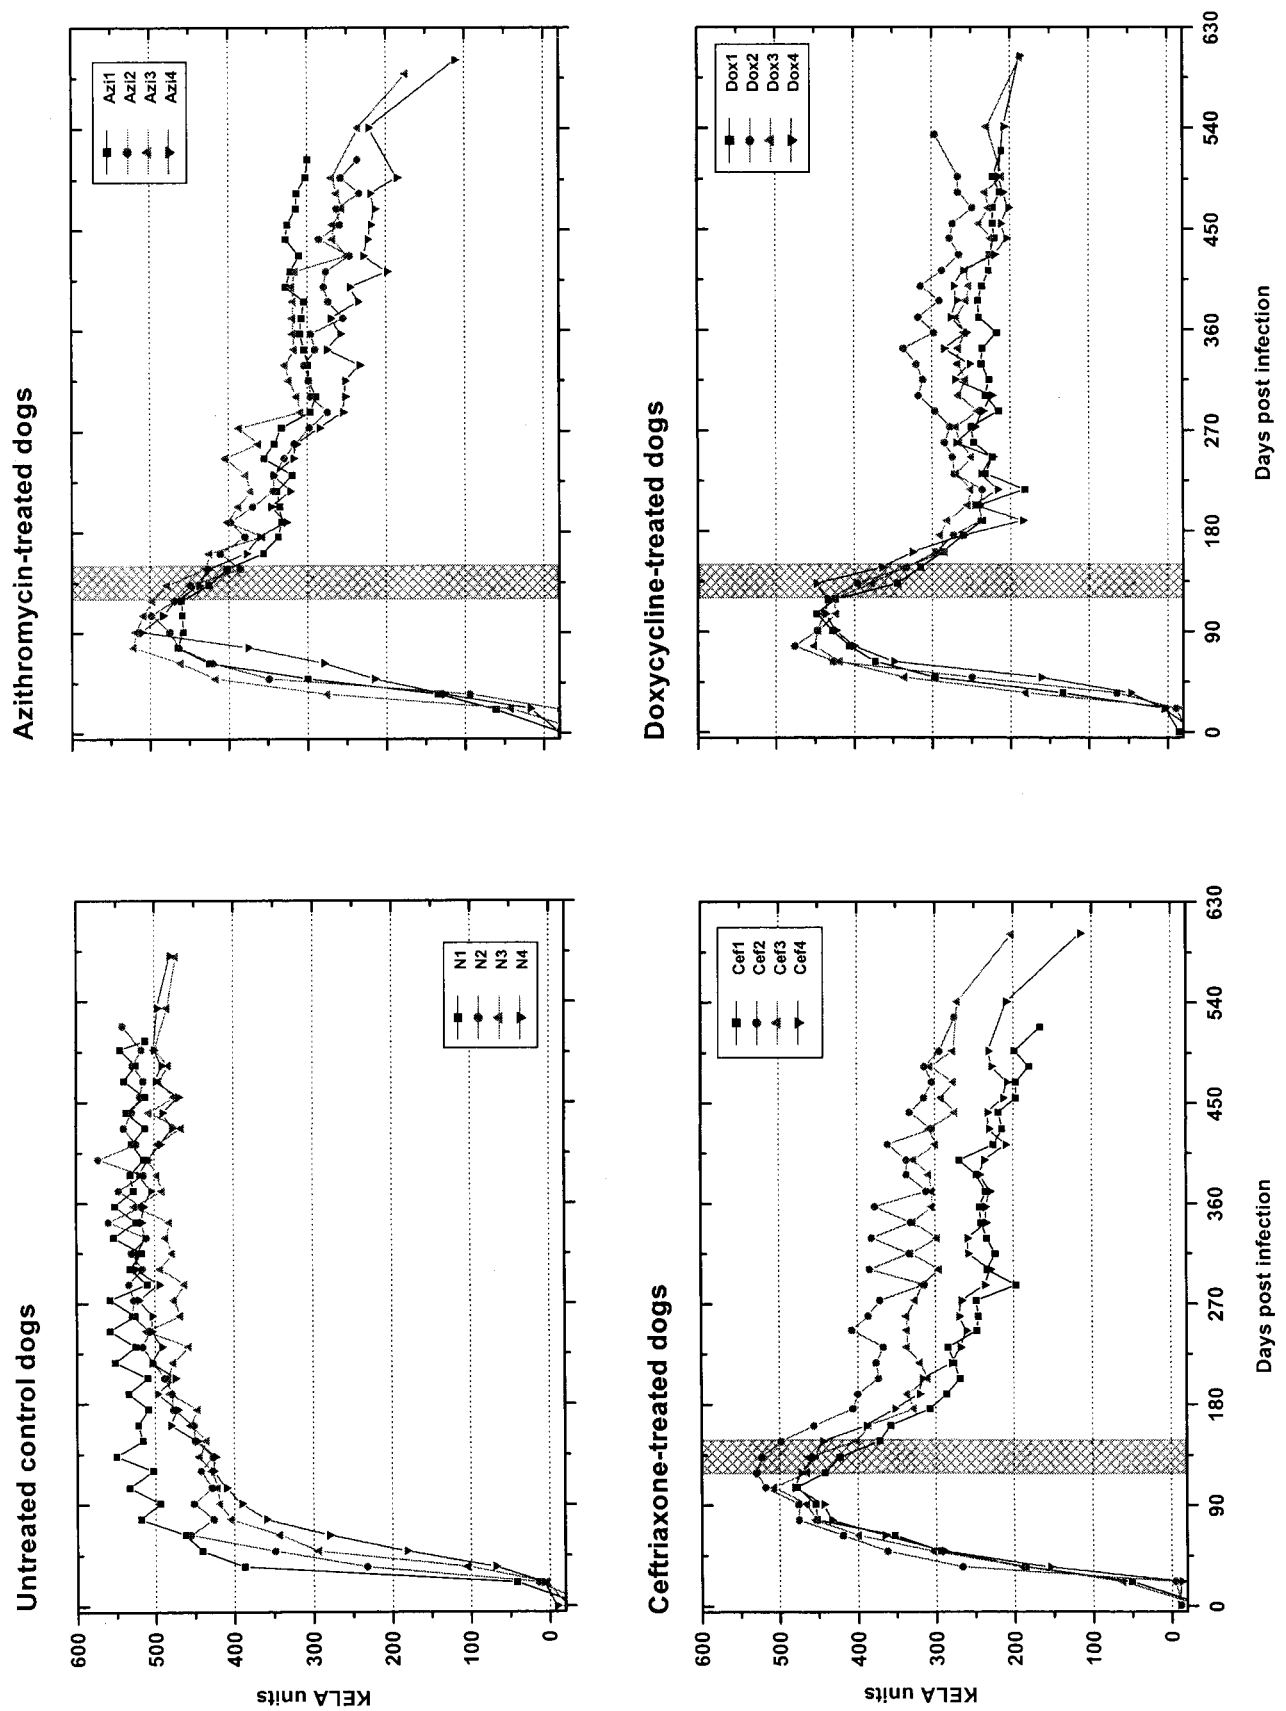 Untreated control dogs
KELA units
600
500
400
300
200
100
0
N1
N2
N3
N4
Azithromycin-treated dogs
Azi1
Azi2
Azi3
Azi4
Ceftriaxone-treated dogs
KELA units
600
500
400
300
200
100
0
Cef1
Cef2
Cef3
Cef4
0
90
180
270
360
450
540
630
Days post infection
Doxycycline-treated dogs
Dox1
Dox2
Dox3
Dox4
0
90
180
270
360
450
540
630
Days post infection